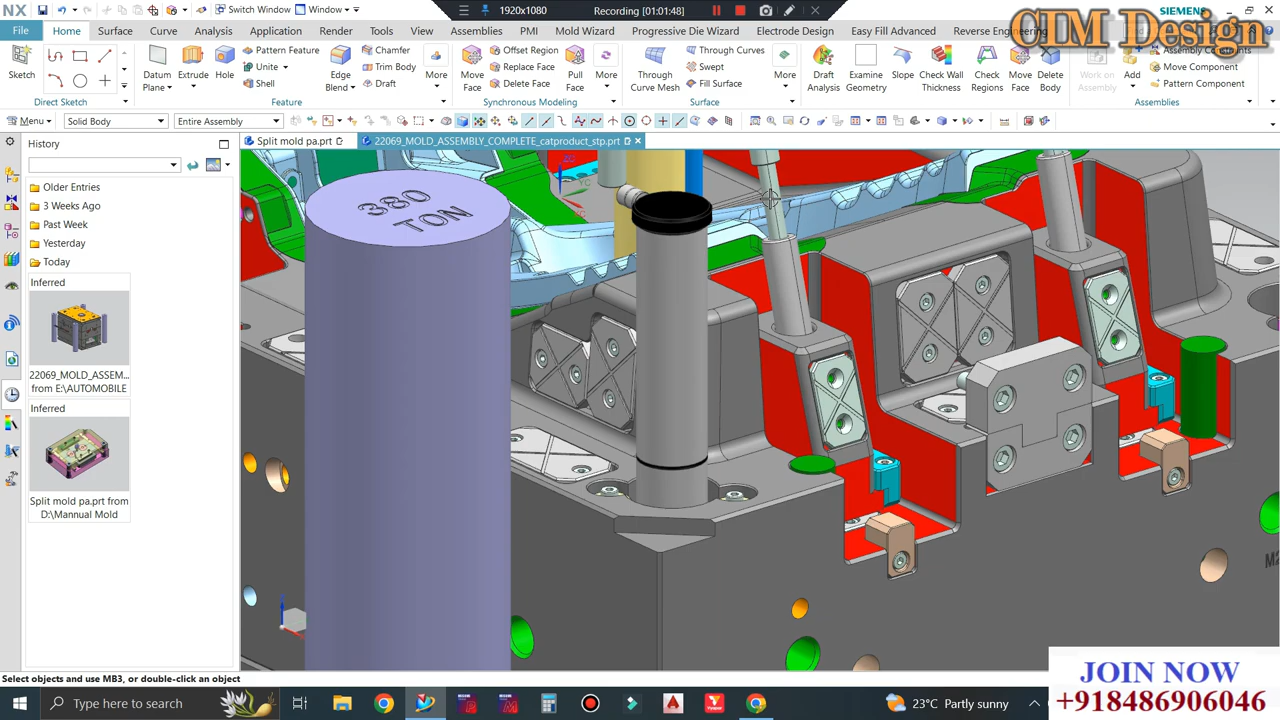 NX
Switch Window
Window
1920x1080
Recording [01:01:48]
SIEMENS
CIM Design
File
Home
Surface
Curve
Analysis
Application
Render
Tools
View
Assemblies
PMI
Mold Wizard
Progressive Die Wizard
Electrode Design
Easy Fill Advanced
Reverse Engineering
Sketch
Direct Sketch
Datum Plane
Extrude
Hole
Pattern Feature
Unite
Shell
Edge Blend
Chamfer
Trim Body
Draft
More
Feature
Move Face
Offset Region
Replace Face
Delete Face
Pull Face
More
Synchronous Modeling
Through Curve Mesh
Through Curves
Swept
Fill Surface
More
Surface
Draft Analysis
Examine Geometry
Slope
Check Wall Thickness
Check Regions
Move Face
Delete Body
Work on Assembly
Add
Assembly Constraints
Move Component
Pattern Component
Assemblies
Menu
Solid Body
Entire Assembly
History
Split mold pa.prt
22069_MOLD_ASSEMBLY_COMPLETE_catproduct_stp.prt
Older Entries
3 Weeks Ago
Past Week
Yesterday
Today
Inferred
22069_MOLD_ASSEM...
from E:\AUTOMOBILE
Inferred
Split mold pa.prt from
D:\Mannual Mold
380
TON
Select objects and use MB3, or double-click an object
JOIN NOW
+918486906046
Type here to search
23°C Partly sunny